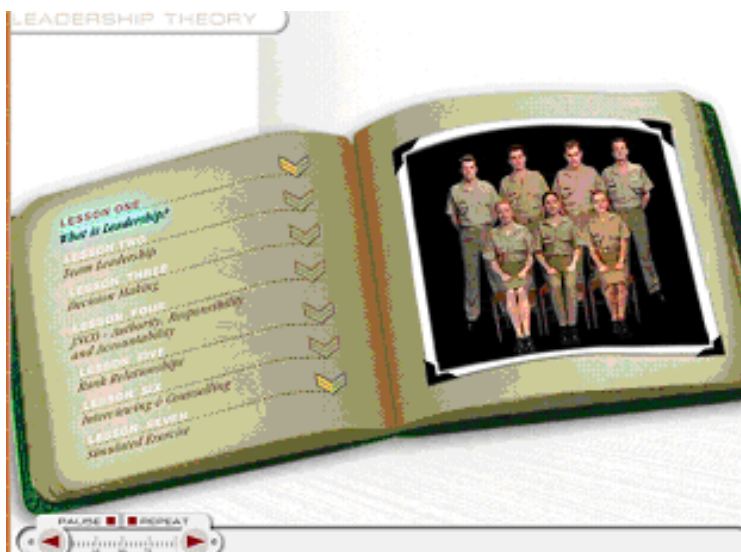 LEADERSHIP THEORY
LESSON ONE
What is Leadership?
LESSON TWO
Team Leadership
LESSON THREE
Decision Making
LESSON FOUR
JNCO - Authority, Responsibility
and Accountability
LESSON FIVE
Rank Relationships
LESSON SIX
Interviewing & Counselling
LESSON SEVEN
Simulated Exercise
PAUSE REPEAT